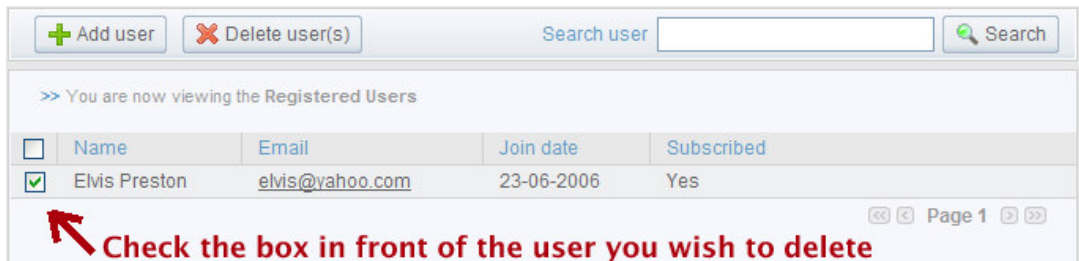 Add user Delete user(s) Search user Search
>> You are now viewing the Registered Users
Name Email Join date Subscribed
Elvis Preston elvis@yahoo.com 23-06-2006 Yes
Page 1
Check the box in front of the user you wish to delete